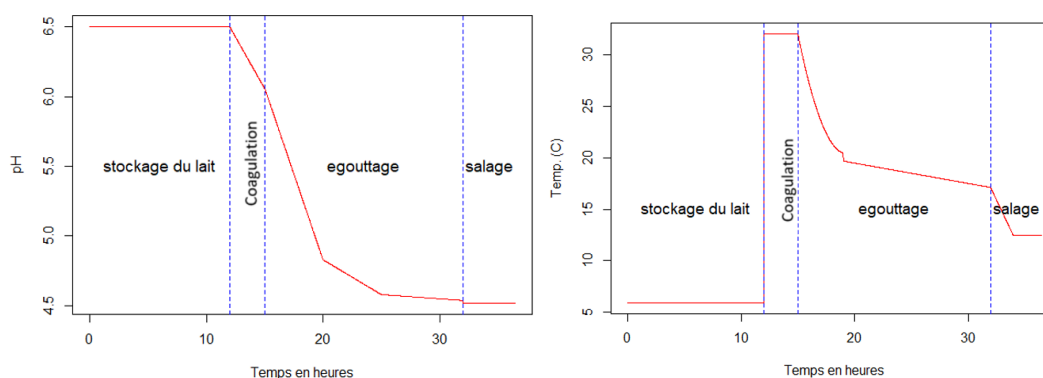 6.5
6.0
5.5
5.0
4.5
pH
stockage du lait
Coagulation
egouttage
salage
0
10
20
30
Temps en heures
30
25
20
15
10
5
Temp. (C)
stockage du lait
Coagulation
egouttage
salage
0
10
20
30
Temps en heures